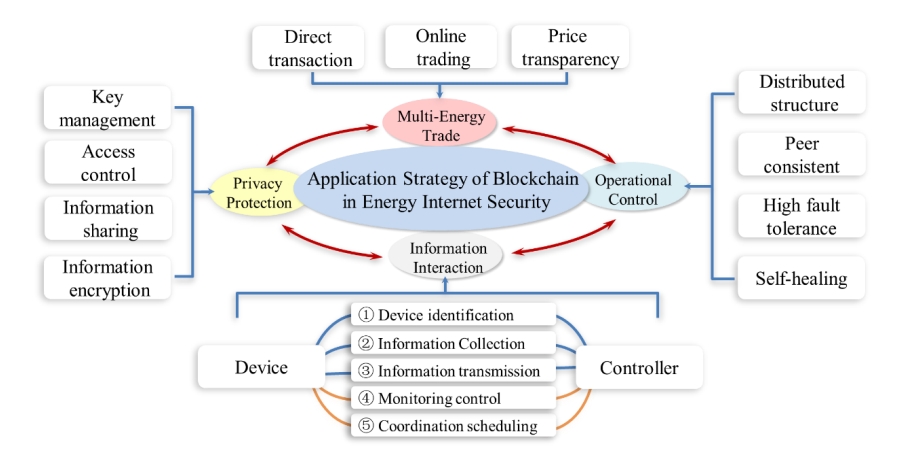 Direct
transaction
Online
trading
Price
transparency
Key
management
Access
control
Information
sharing
Information
encryption
Multi-Energy
Trade
Privacy
Protection
Application Strategy of Blockchain
in Energy Internet Security
Operational
Control
Information
Interaction
Distributed
structure
Peer
consistent
High fault
tolerance
Self-healing
Device
① Device identification
② Information Collection
③ Information transmission
④ Monitoring control
⑤ Coordination scheduling
Controller